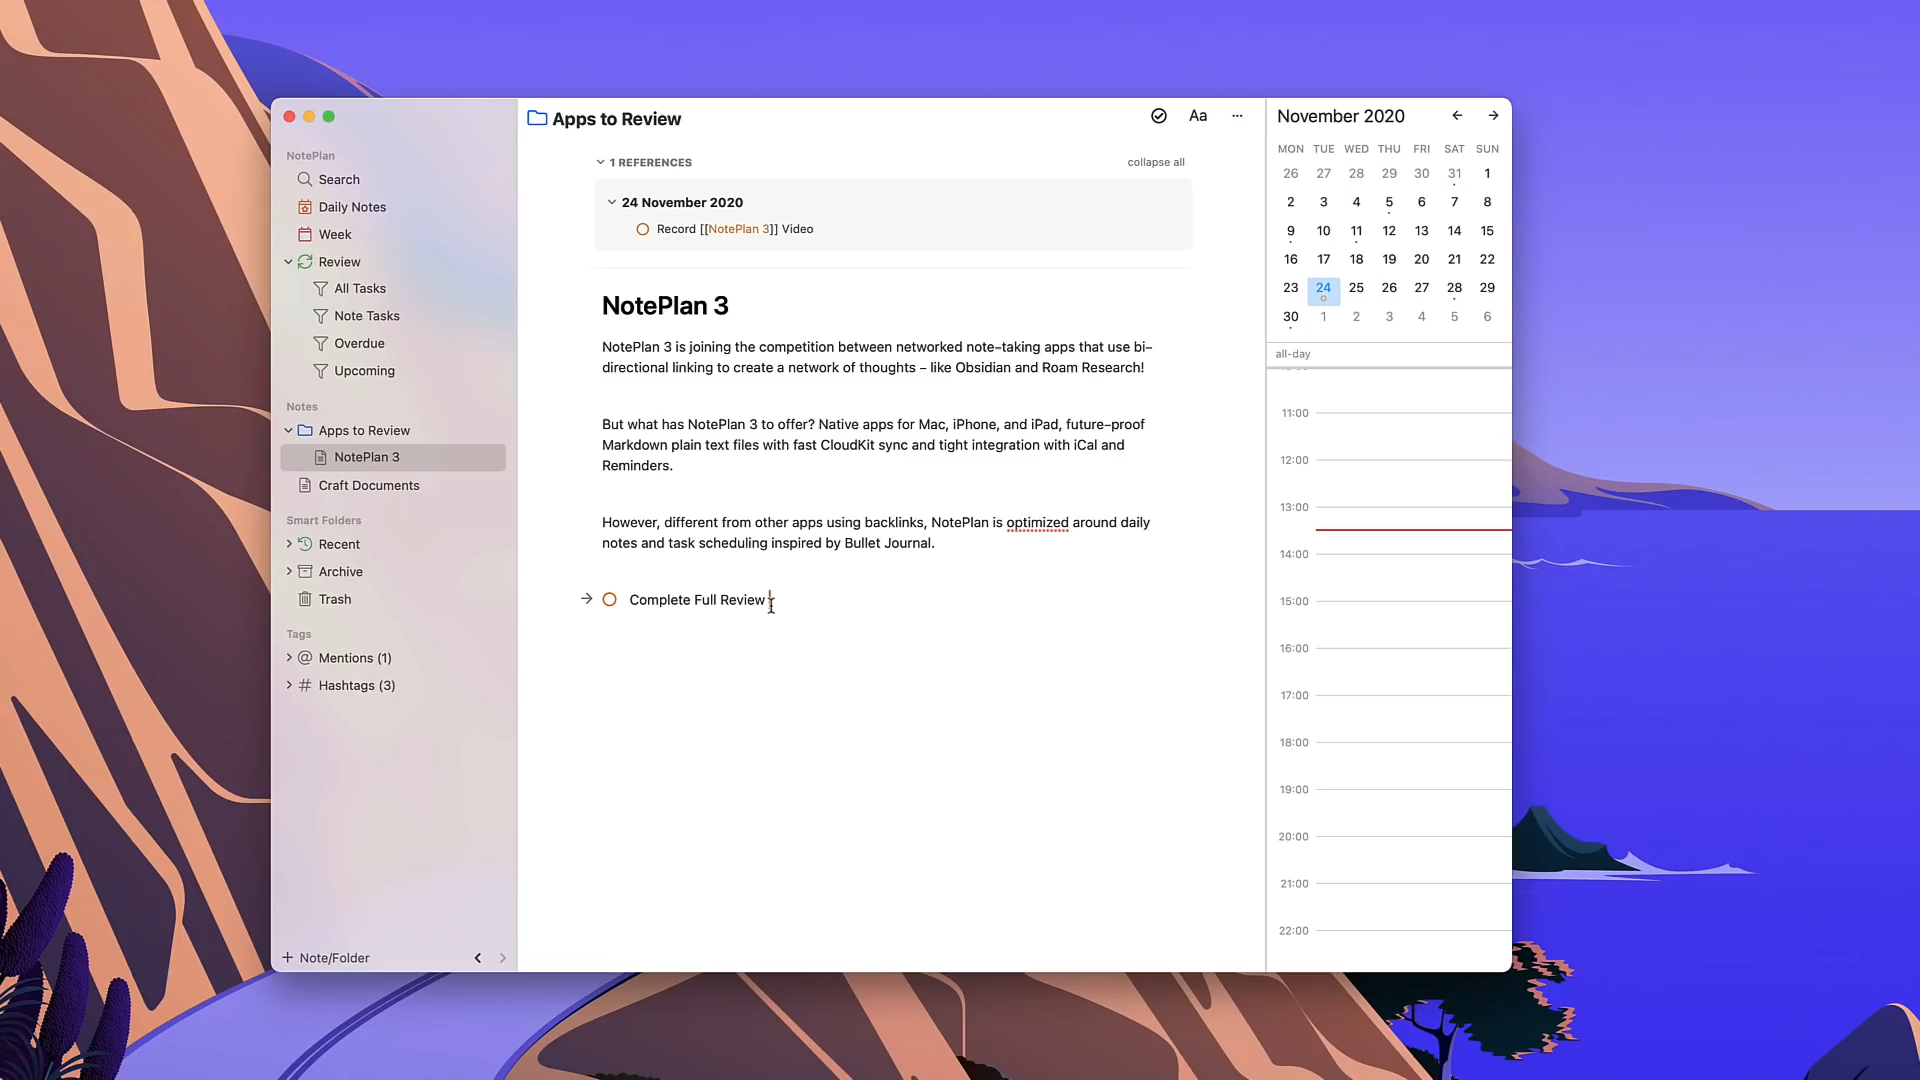 NotePlan
Search
Daily Notes
Week
Review
All Tasks
Note Tasks
Overdue
Upcoming
Notes
Apps to Review
NotePlan 3
Craft Documents
Smart Folders
Recent
Archive
Trash
Tags
@ Mentions (1)
# Hashtags (3)
+ Note/Folder
Apps to Review
Aa
1 REFERENCES
collapse all
24 November 2020
Record [[NotePlan 3]] Video
NotePlan 3
NotePlan 3 is joining the competition between networked note-taking apps that use bi-
directional linking to create a network of thoughts – like Obsidian and Roam Research!
But what has NotePlan 3 to offer? Native apps for Mac, iPhone, and iPad, future-proof
Markdown plain text files with fast CloudKit sync and tight integration with iCal and
Reminders.
However, different from other apps using backlinks, NotePlan is optimized around daily
notes and task scheduling inspired by Bullet Journal.
Complete Full Review
November 2020
MON TUE WED THU FRI SAT SUN
26 27 28 29 30 31 1
2 3 4 5 6 7 8
9 10 11 12 13 14 15
16 17 18 19 20 21 22
23 24 25 26 27 28 29
30 1 2 3 4 5 6
all-day
11:00
12:00
13:00
14:00
15:00
16:00
17:00
18:00
19:00
20:00
21:00
22:00